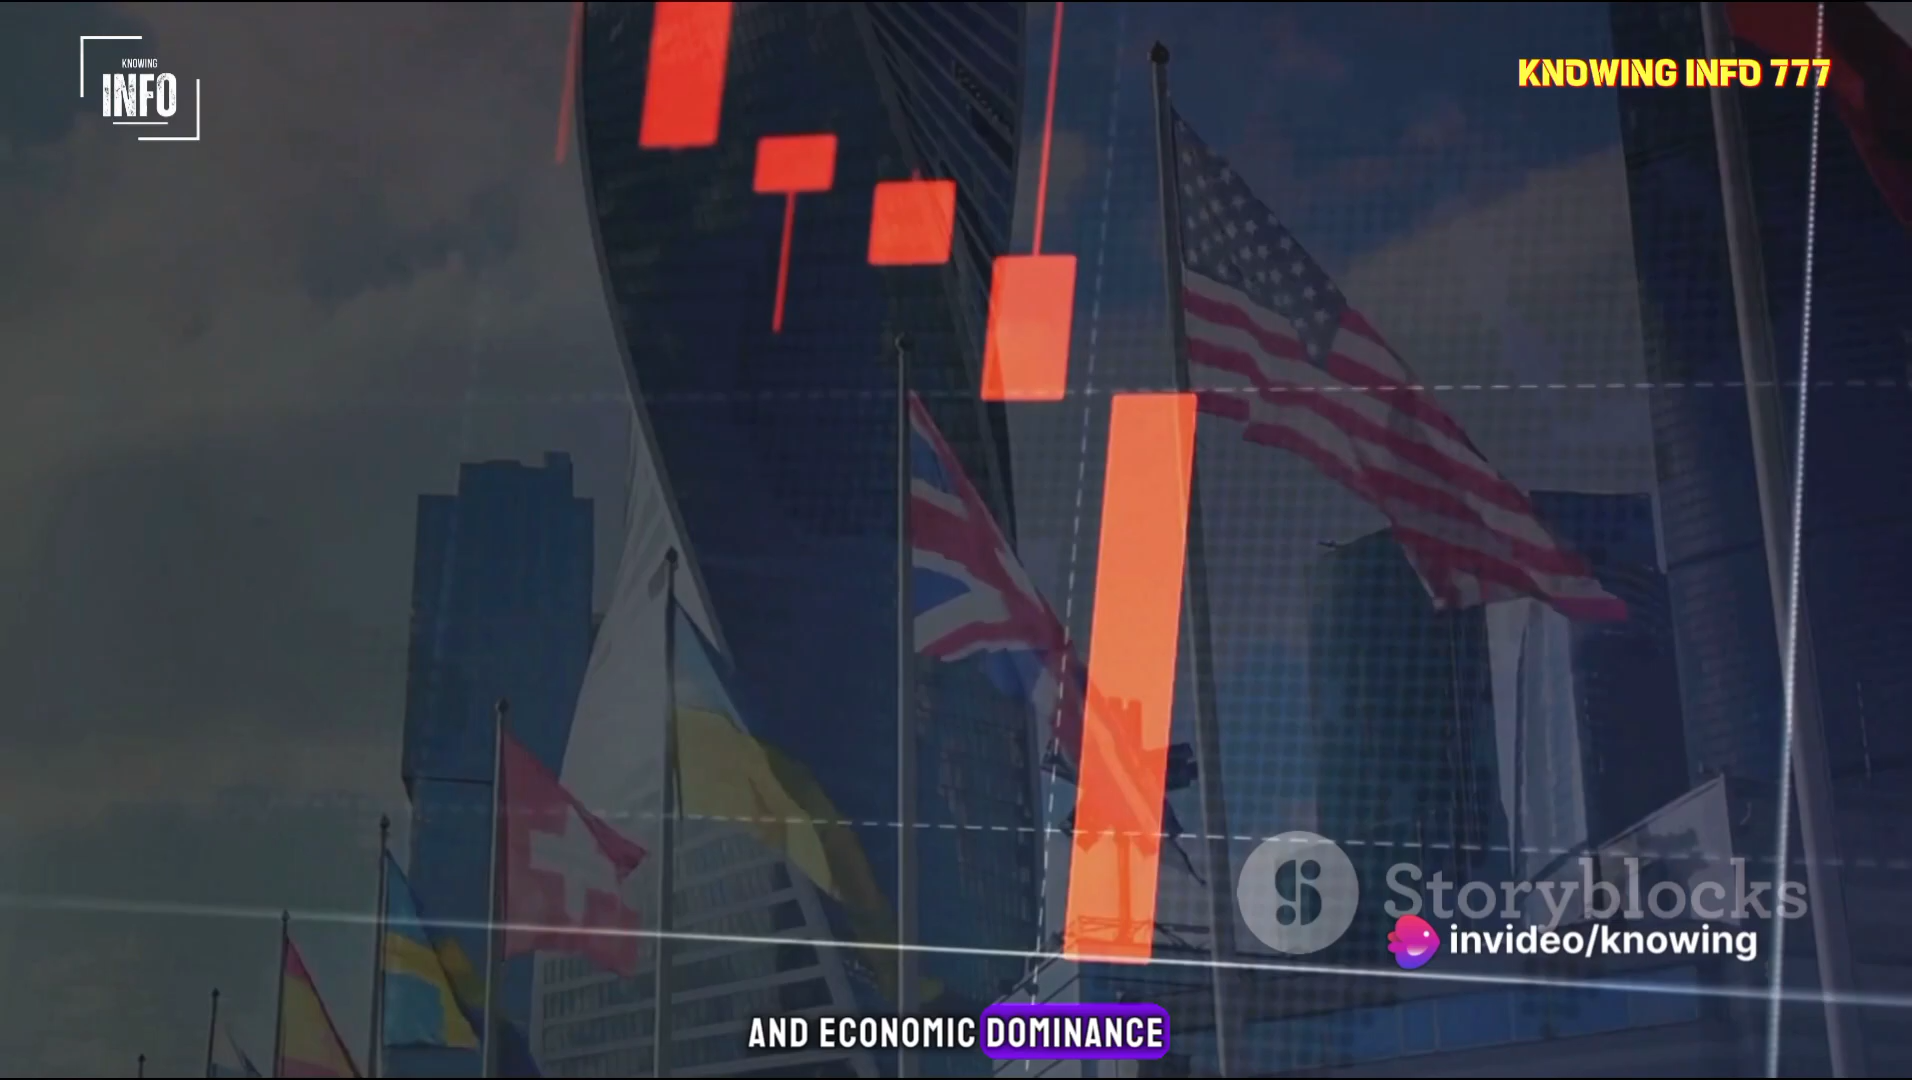 KNOWING
INFO
KNOWING INFO 777
Storyblocks
invideo/knowing
AND ECONOMIC DOMINANCE